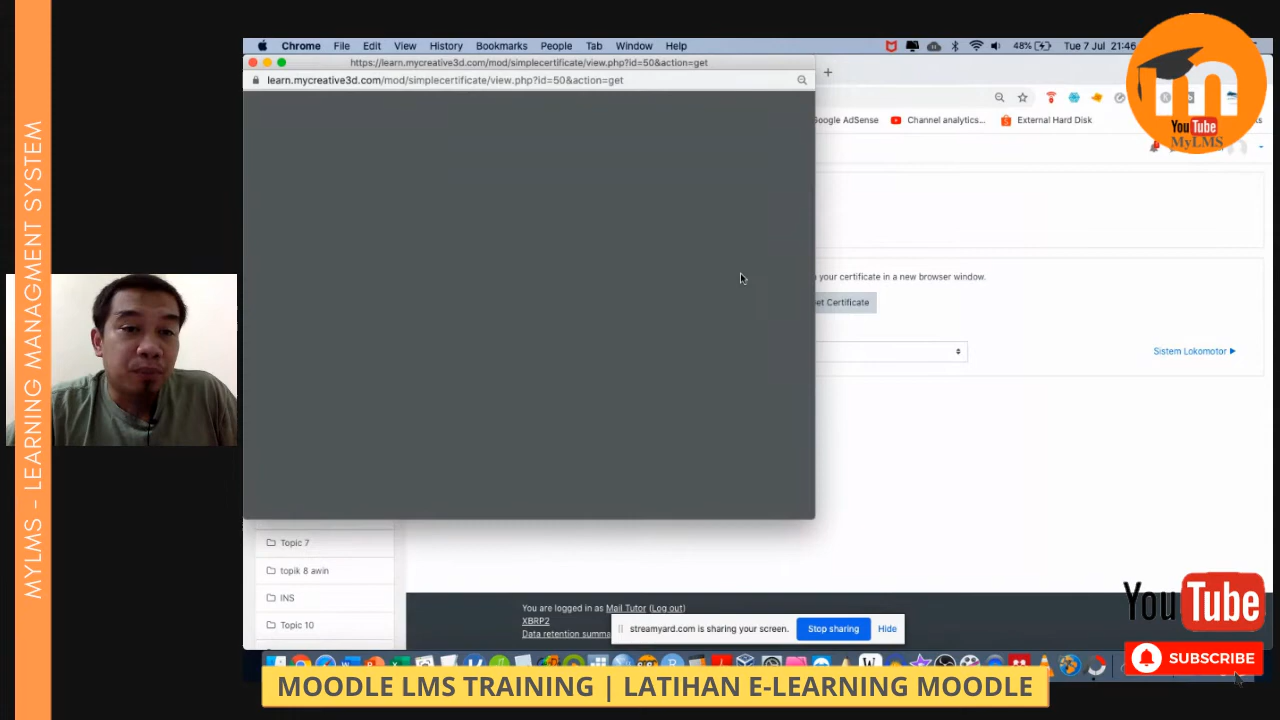 MYLMS - LEARNING MANAGMENT SYSTEM
Chrome File Edit View History Bookmarks People Tab Window Help
48% Tue 7 Jul 21:46
https://learn.mycreative3d.com/mod/simplecertificate/view.php?id=50&action=get
learn.mycreative3d.com/mod/simplecertificate/view.php?id=50&action=get
Google AdSense Channel analytics... External Hard Disk
m
YouTube
MyLMS
your certificate in a new browser window.
Get Certificate
Sistem Lokomotor ►
Topic 7
topik 8 awin
INS
Topic 10
You are logged in as Mail Tutor (Log out)
XBRP2
Data retention summa
streamyard.com is sharing your screen. Stop sharing Hide
YouTube
SUBSCRIBE
MOODLE LMS TRAINING | LATIHAN E-LEARNING MOODLE